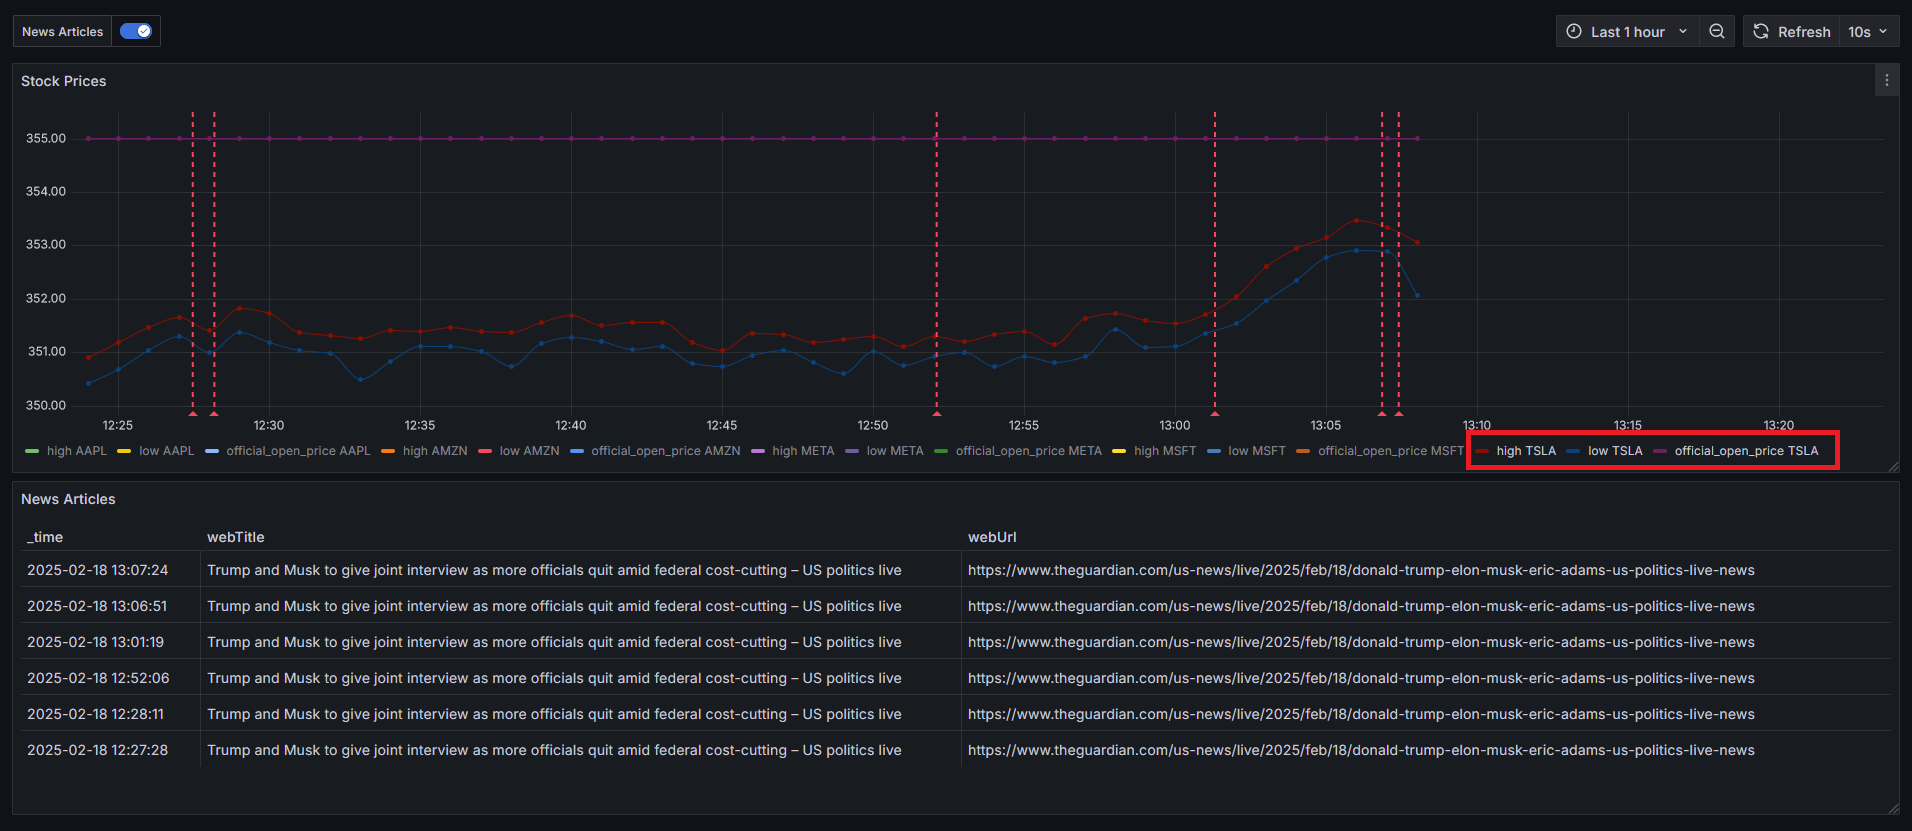 News Articles
Last 1 hour
Refresh 10s
Stock Prices
355.00
354.00
353.00
352.00
351.00
350.00
12:25 12:30 12:35 12:40 12:45 12:50 12:55 13:00 13:05 13:10 13:15 13:20
high AAPL low AAPL official_open_price AAPL high AMZN low AMZN official_open_price AMZN high META low META official_open_price META high MSFT low MSFT official_open_price MSFT high TSLA low TSLA official_open_price TSLA
News Articles
_time webTitle webUrl
2025-02-18 13:07:24 Trump and Musk to give joint interview as more officials quit amid federal cost-cutting – US politics live https://www.theguardian.com/us-news/live/2025/feb/18/donald-trump-elon-musk-eric-adams-us-politics-live-news
2025-02-18 13:06:51 Trump and Musk to give joint interview as more officials quit amid federal cost-cutting – US politics live https://www.theguardian.com/us-news/live/2025/feb/18/donald-trump-elon-musk-eric-adams-us-politics-live-news
2025-02-18 13:01:19 Trump and Musk to give joint interview as more officials quit amid federal cost-cutting – US politics live https://www.theguardian.com/us-news/live/2025/feb/18/donald-trump-elon-musk-eric-adams-us-politics-live-news
2025-02-18 12:52:06 Trump and Musk to give joint interview as more officials quit amid federal cost-cutting – US politics live https://www.theguardian.com/us-news/live/2025/feb/18/donald-trump-elon-musk-eric-adams-us-politics-live-news
2025-02-18 12:28:11 Trump and Musk to give joint interview as more officials quit amid federal cost-cutting – US politics live https://www.theguardian.com/us-news/live/2025/feb/18/donald-trump-elon-musk-eric-adams-us-politics-live-news
2025-02-18 12:27:28 Trump and Musk to give joint interview as more officials quit amid federal cost-cutting – US politics live https://www.theguardian.com/us-news/live/2025/feb/18/donald-trump-elon-musk-eric-adams-us-politics-live-news